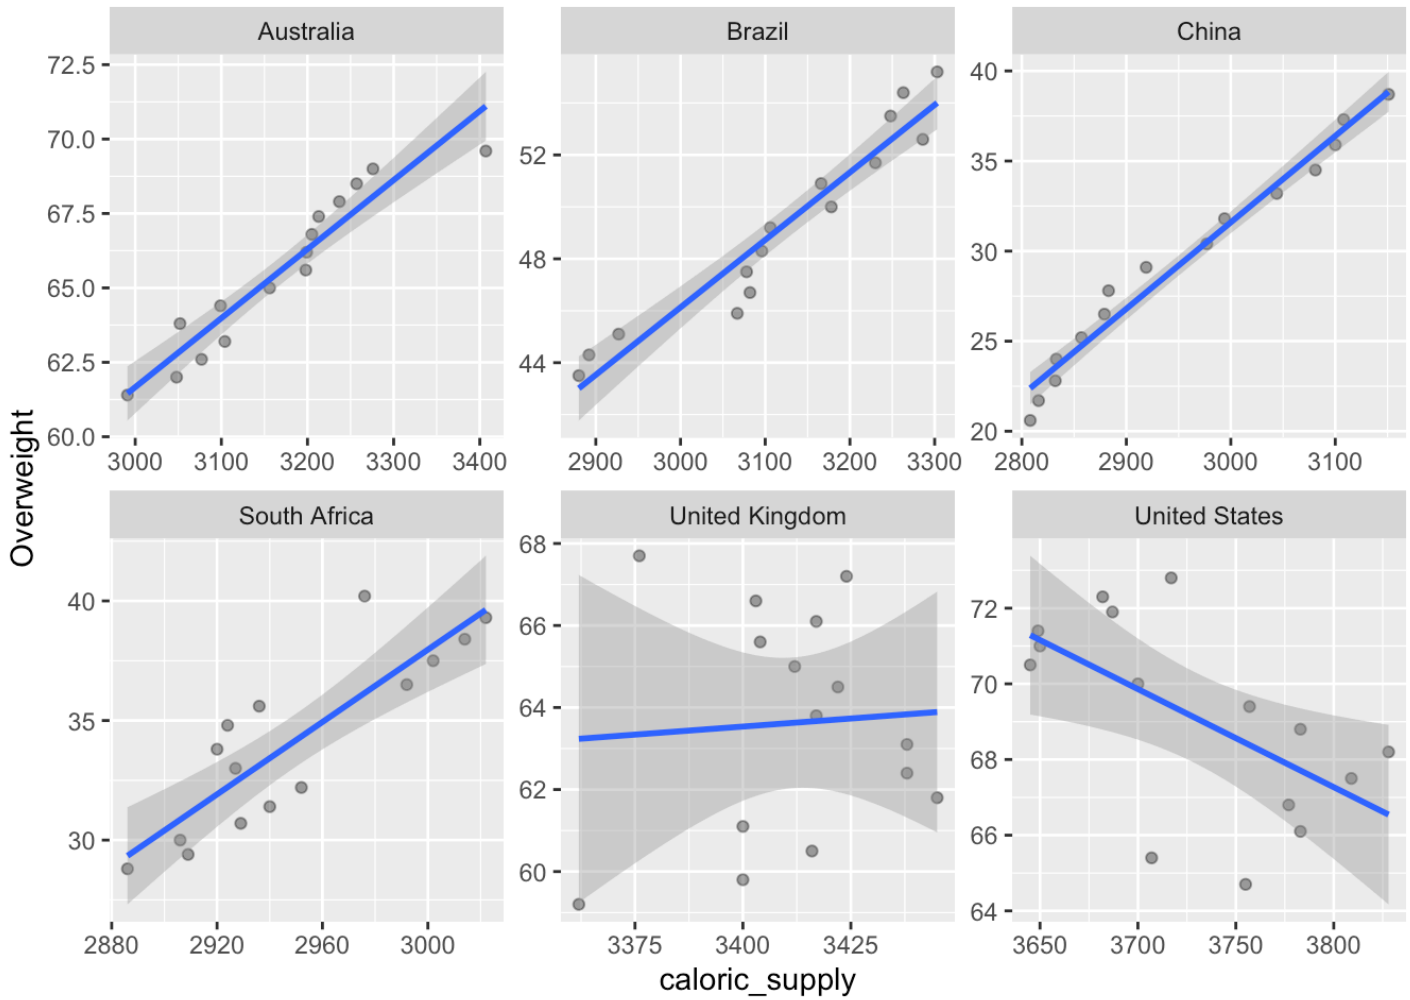 Australia Brazil China
72.5
70.0
67.5
65.0
62.5
60.0
52
48
44
40
35
30
25
20
3000 3100 3200 3300 3400
2900 3000 3100 3200 3300
2800 2900 3000 3100
Overweight
South Africa United Kingdom United States
40
35
30
68
66
64
62
60
72
70
68
66
64
2880 2920 2960 3000
3375 3400 3425
3650 3700 3750 3800
caloric_supply